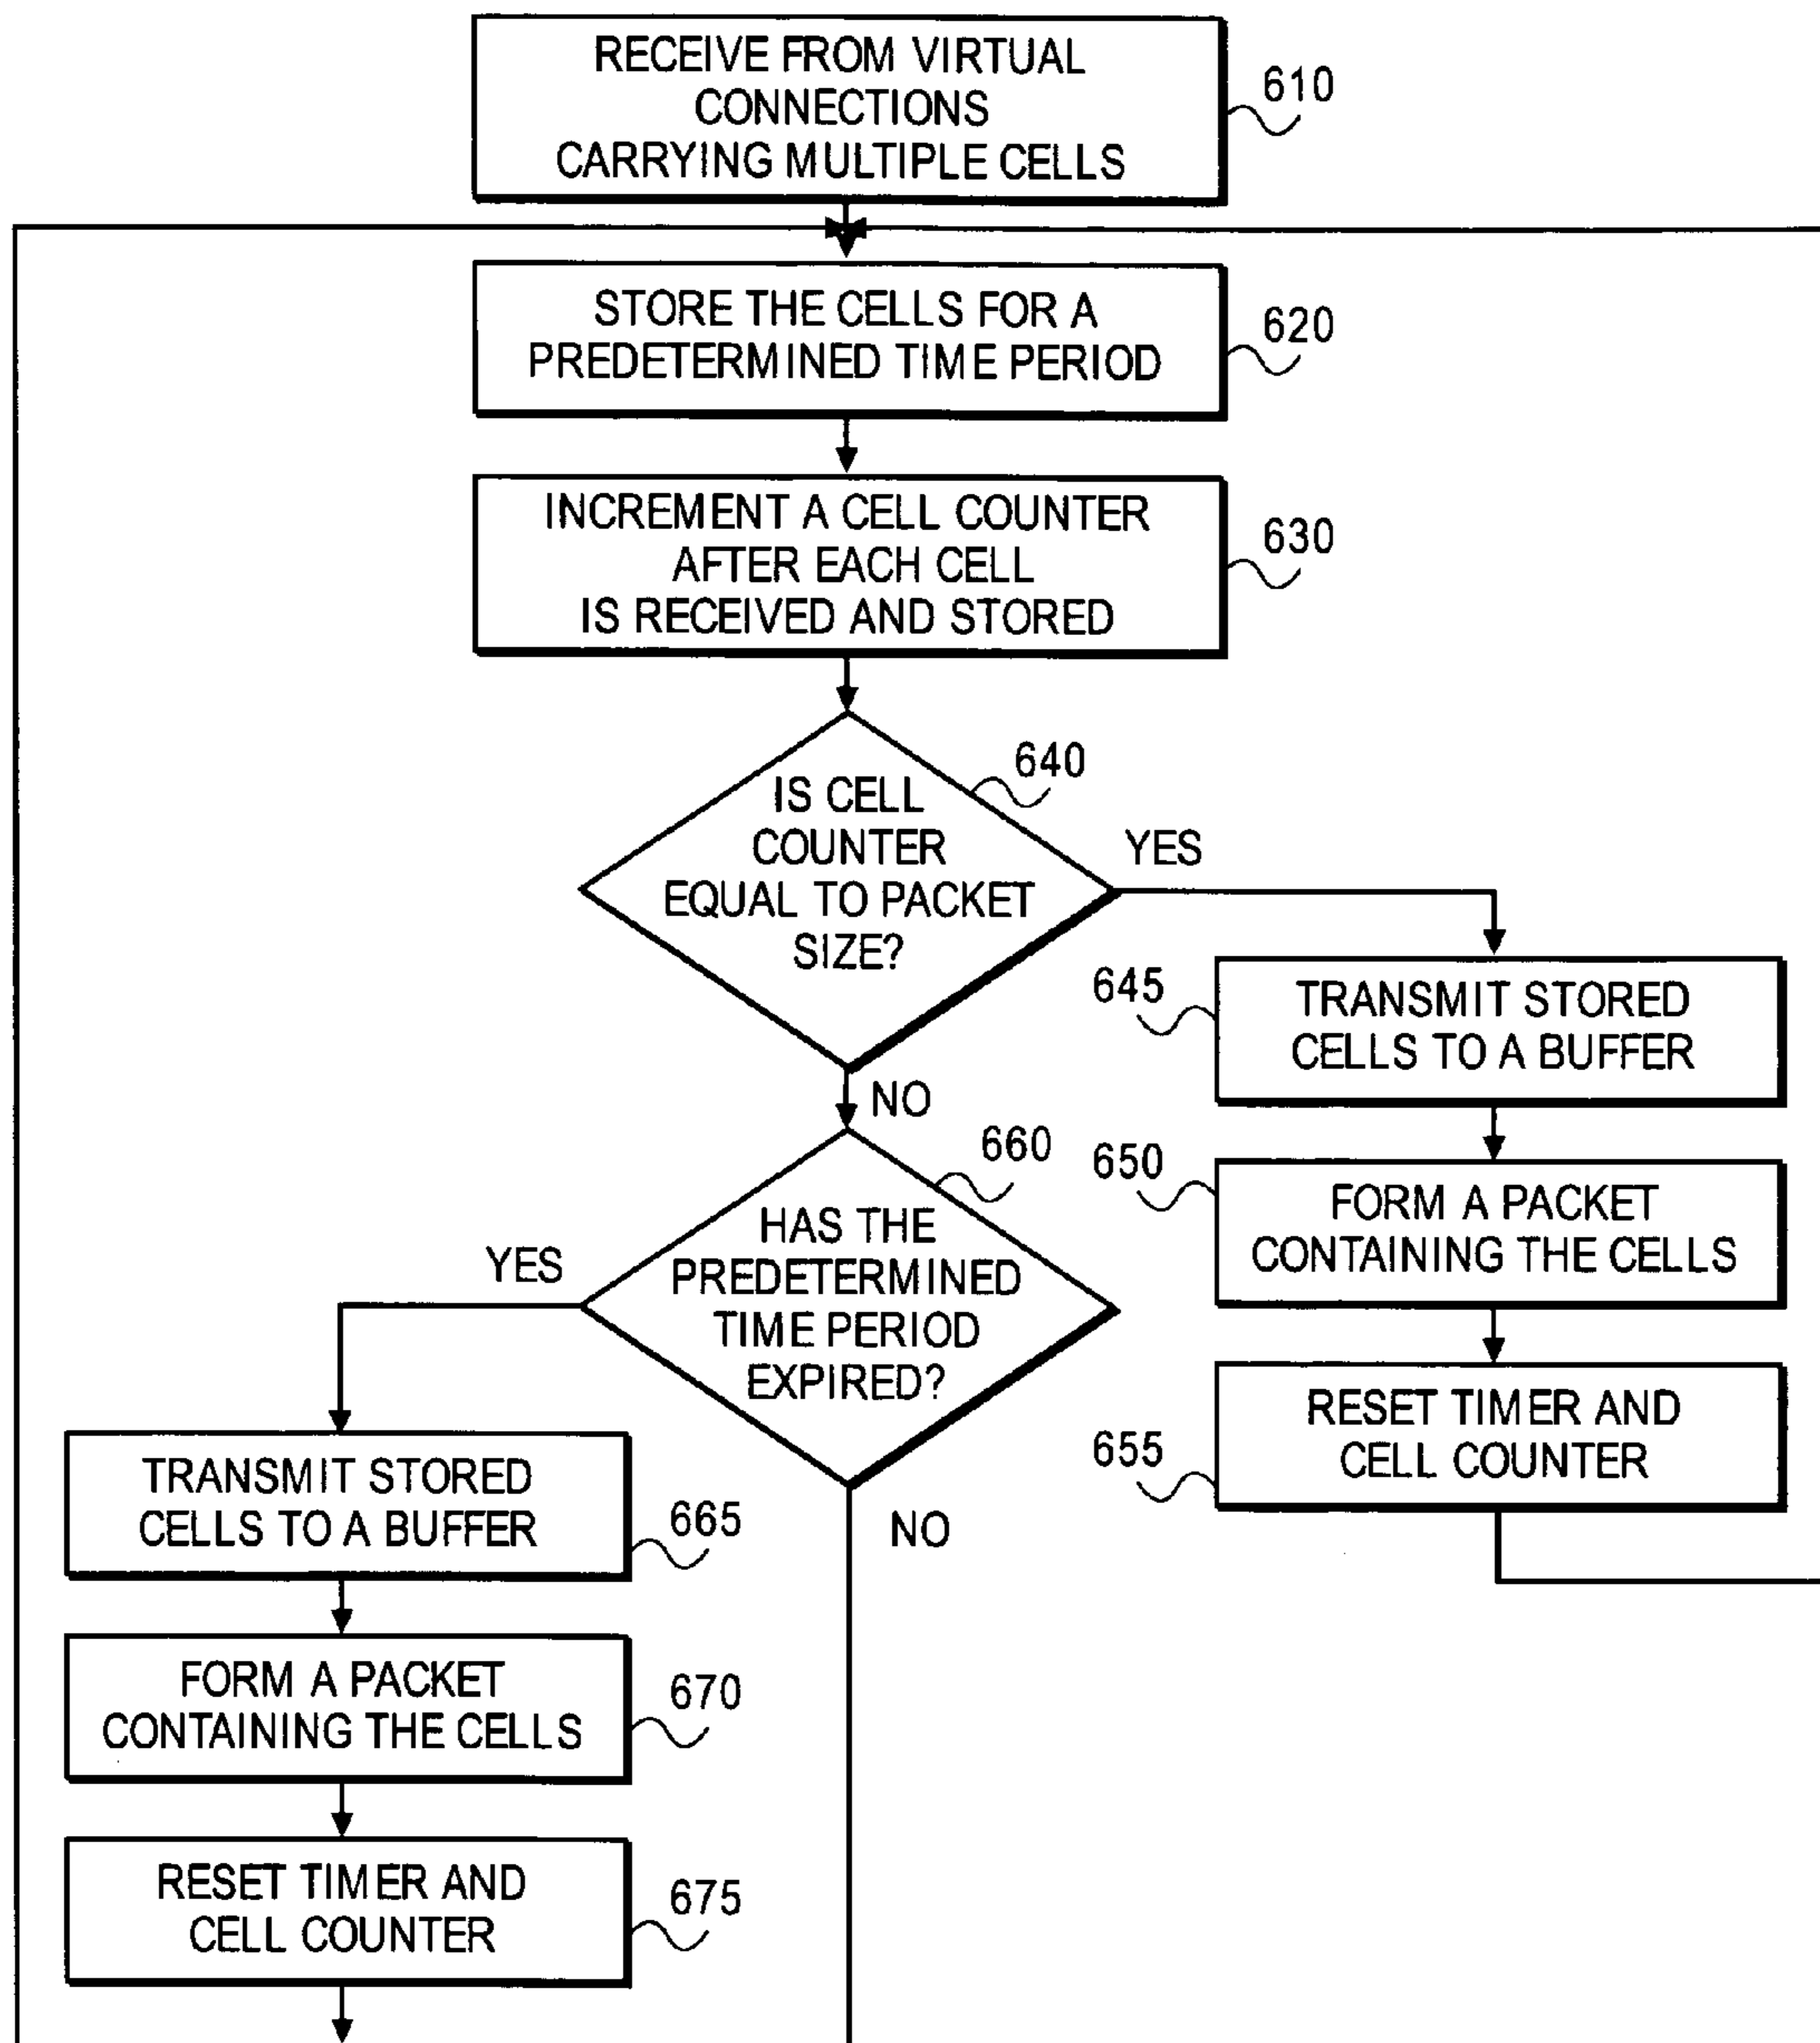 RECEIVE FROM VIRTUAL
CONNECTIONS
CARRYING MULTIPLE CELLS
610
STORE THE CELLS FOR A
PREDETERMINED TIME PERIOD
620
INCREMENT A CELL COUNTER
AFTER EACH CELL
IS RECEIVED AND STORED
630
IS CELL
COUNTER
EQUAL TO PACKET
SIZE?
640
YES
TRANSMIT STORED
CELLS TO A BUFFER
645
FORM A PACKET
CONTAINING THE CELLS
650
RESET TIMER AND
CELL COUNTER
655
NO
HAS THE
PREDETERMINED
TIME PERIOD
EXPIRED?
660
YES
NO
TRANSMIT STORED
CELLS TO A BUFFER
665
FORM A PACKET
CONTAINING THE CELLS
670
RESET TIMER AND
CELL COUNTER
675